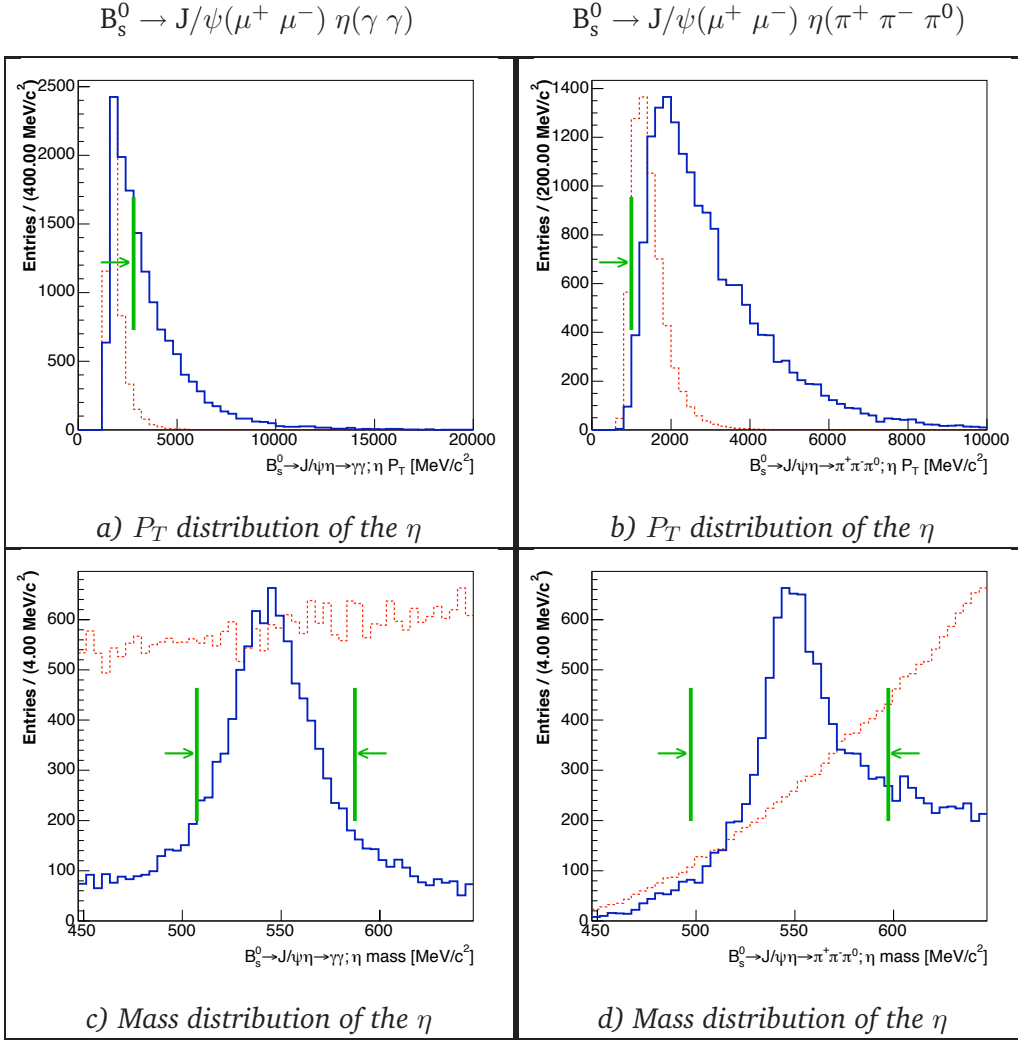 B⁰ₛ → J/ψ(μ⁺ μ⁻) η(γ γ)
B⁰ₛ → J/ψ(μ⁺ μ⁻) η(π⁺ π⁻ π⁰)
Entries / (400.00 MeV/c²)
2500
2000
1500
1000
500
0
0 5000 10000 15000 20000
B⁰ₛ→J/ψη→γγ; η P_T [MeV/c²]
a) P_T distribution of the η
Entries / (200.00 MeV/c²)
1400
1200
1000
800
600
400
200
0
0 2000 4000 6000 8000 10000
B⁰ₛ→J/ψη→π⁺π⁻π⁰; η P_T [MeV/c²]
b) P_T distribution of the η
Entries / (4.00 MeV/c²)
600
500
400
300
200
100
0
450 500 550 600
B⁰ₛ→J/ψη→γγ; η mass [MeV/c²]
c) Mass distribution of the η
Entries / (4.00 MeV/c²)
600
500
400
300
200
100
0
450 500 550 600
B⁰ₛ→J/ψη→π⁺π⁻π⁰; η mass [MeV/c²]
d) Mass distribution of the η